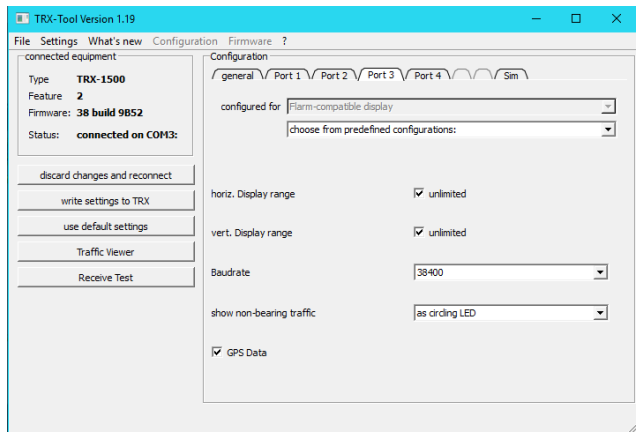 TRX-Tool Version 1.19
File Settings What's new Configuration Firmware ?
connected equipment
Type TRX-1500
Feature 2
Firmware: 38 build 9B52
Status: connected on COM3:
discard changes and reconnect
write settings to TRX
use default settings
Traffic Viewer
Receive Test
Configuration
general Port 1 Port 2 Port 3 Port 4 Sim
configured for Flarm-compatible display
choose from predefined configurations:
horiz. Display range unlimited
vert. Display range unlimited
Baudrate 38400
show non-bearing traffic as circling LED
GPS Data